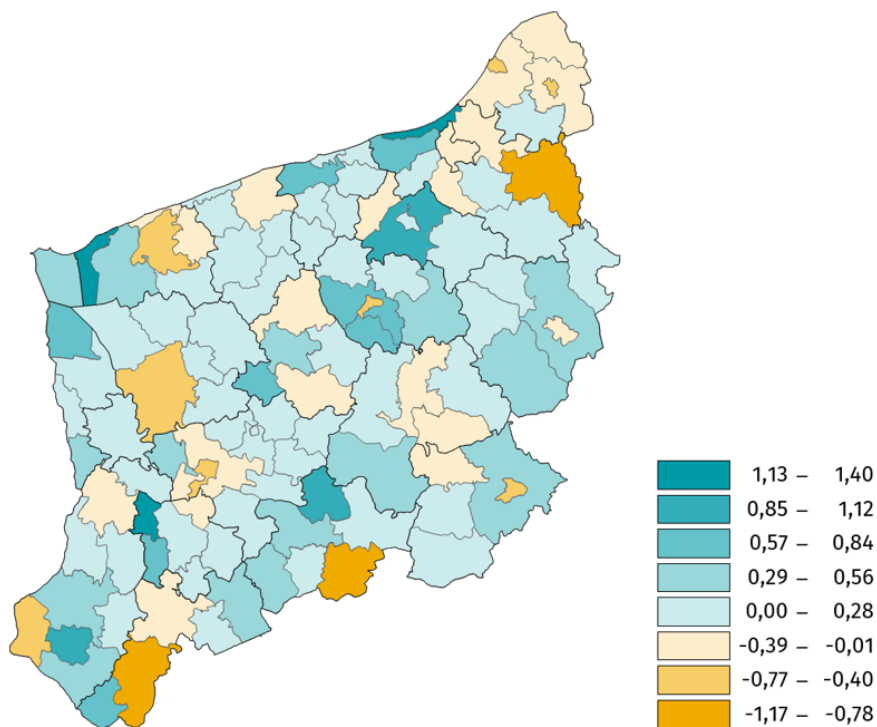 1,13 – 1,40
0,85 – 1,12
0,57 – 0,84
0,29 – 0,56
0,00 – 0,28
-0,39 – -0,01
-0,77 – -0,40
-1,17 – -0,78